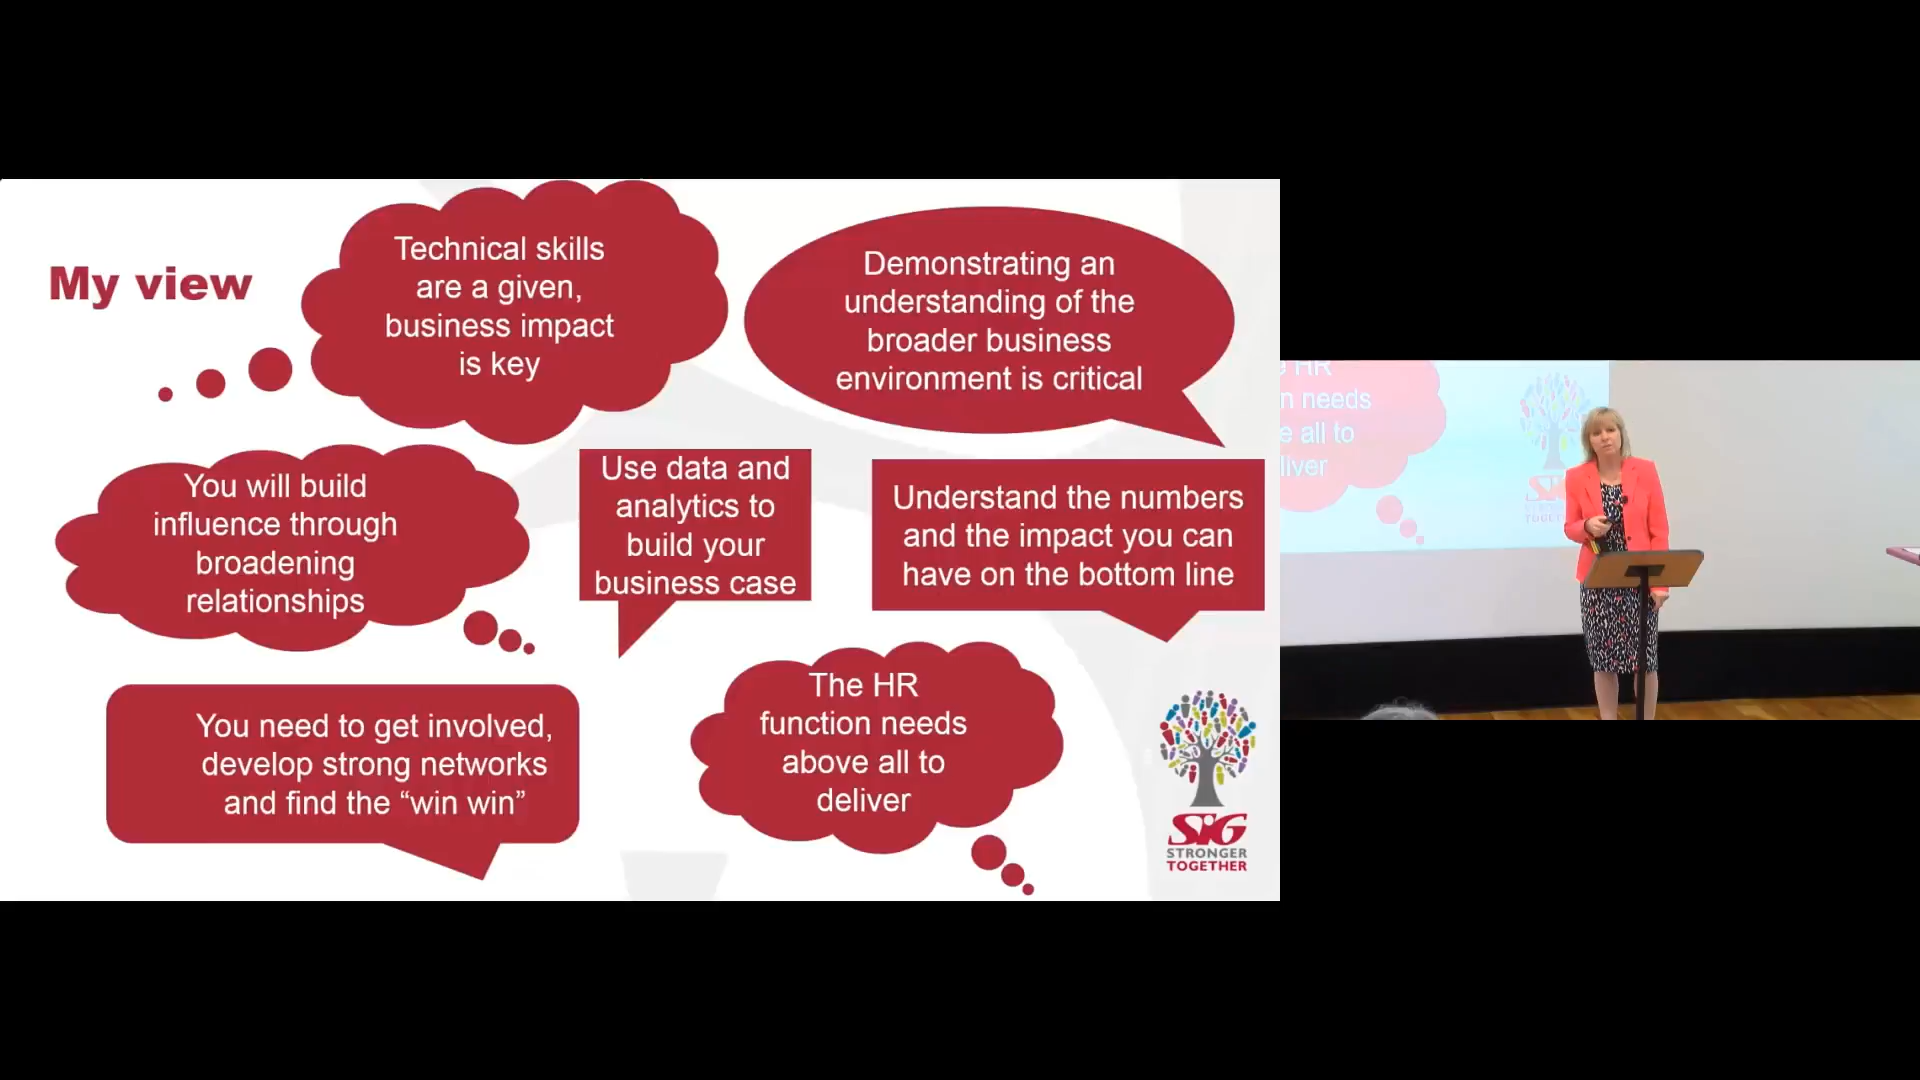 My view
Technical skills
are a given,
business impact
is key
Demonstrating an
understanding of the
broader business
environment is critical
You will build
influence through
broadening
relationships
Use data and
analytics to
build your
business case
Understand the numbers
and the impact you can
have on the bottom line
You need to get involved,
develop strong networks
and find the “win win”
The HR
function needs
above all to
deliver
SIG
STRONGER
TOGETHER
HR
n needs
e all to
liver
SIG
TOGETHER